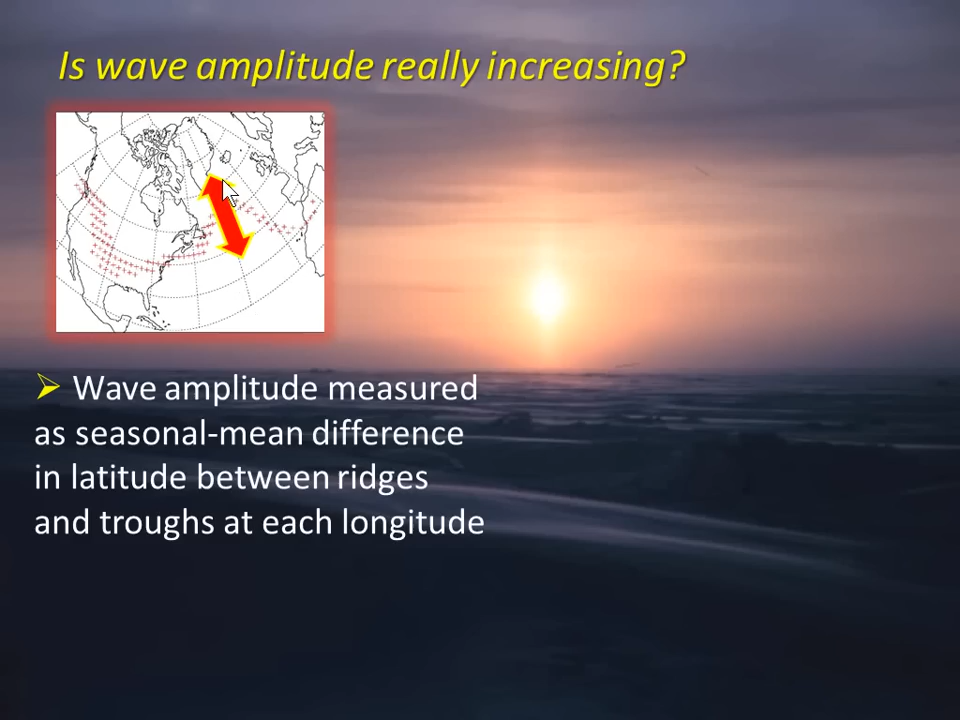 Is wave amplitude really increasing?
➢ Wave amplitude measured
as seasonal-mean difference
in latitude between ridges
and troughs at each longitude